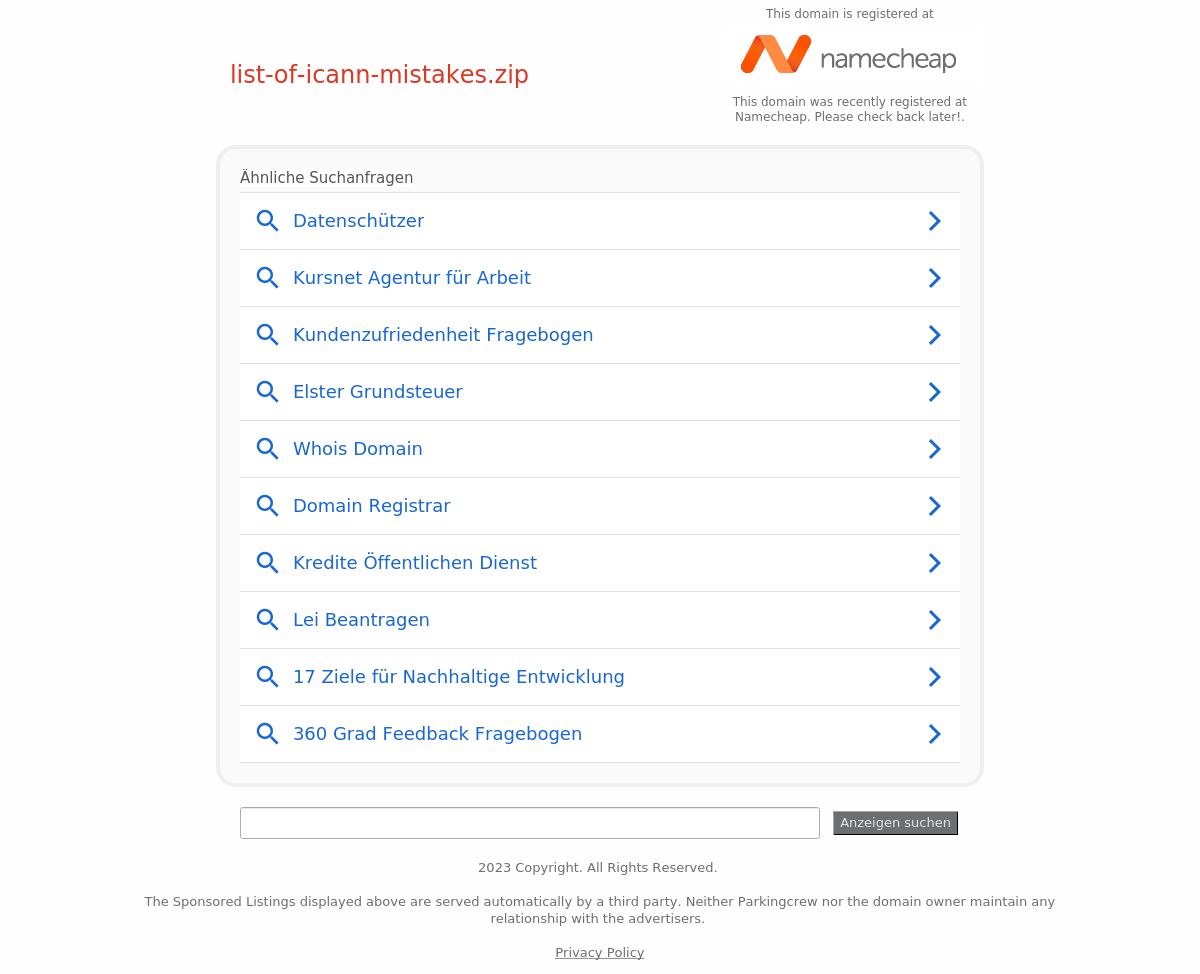 This domain is registered at
list-of-icann-mistakes.zip
namecheap
This domain was recently registered at
Namecheap. Please check back later!.
Ähnliche Suchanfragen
Datenschützer
Kursnet Agentur für Arbeit
Kundenzufriedenheit Fragebogen
Elster Grundsteuer
Whois Domain
Domain Registrar
Kredite Öffentlichen Dienst
Lei Beantragen
17 Ziele für Nachhaltige Entwicklung
360 Grad Feedback Fragebogen
Anzeigen suchen
2023 Copyright. All Rights Reserved.
The Sponsored Listings displayed above are served automatically by a third party. Neither Parkingcrew nor the domain owner maintain any
relationship with the advertisers.
Privacy Policy